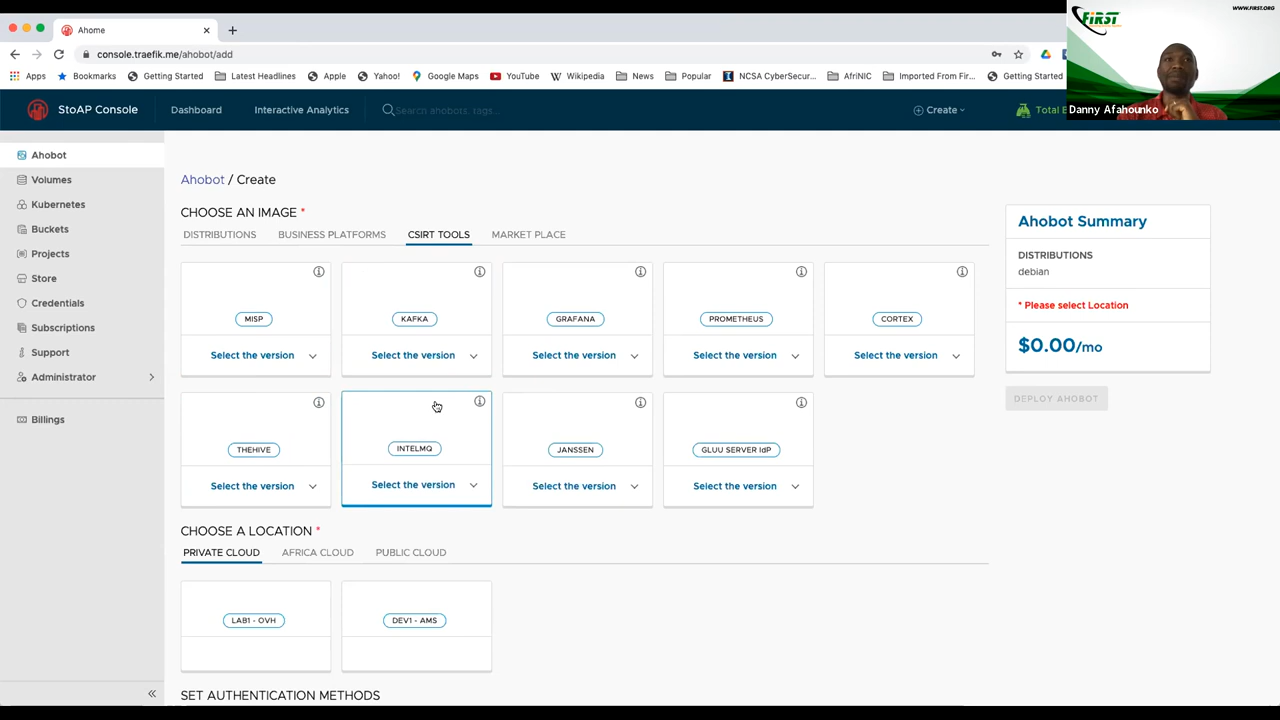 Ahome
console.traefik.me/ahobot/add
Apps
Bookmarks
Getting Started
Latest Headlines
Apple
Yahoo!
Google Maps
YouTube
Wikipedia
News
Popular
NCSA CyberSecur...
AfriNIC
Imported From Fir...
Getting Started
FiRST
WWW.FIRST.ORG
Danny Afahounko
StoAP Console
Dashboard
Interactive Analytics
Search ahobots, tags...
Create
Total
Ahobot
Volumes
Kubernetes
Buckets
Projects
Store
Credentials
Subscriptions
Support
Administrator
Billings
Ahobot / Create
CHOOSE AN IMAGE *
DISTRIBUTIONS
BUSINESS PLATFORMS
CSIRT TOOLS
MARKET PLACE
MISP
KAFKA
GRAFANA
PROMETHEUS
CORTEX
Select the version
Select the version
Select the version
Select the version
Select the version
THEHIVE
INTELMQ
JANSSEN
GLUU SERVER IdP
Select the version
Select the version
Select the version
Select the version
CHOOSE A LOCATION *
PRIVATE CLOUD
AFRICA CLOUD
PUBLIC CLOUD
LAB1 - OVH
DEV1 - AMS
SET AUTHENTICATION METHODS
Ahobot Summary
DISTRIBUTIONS
debian
* Please select Location
$0.00/mo
DEPLOY AHOBOT